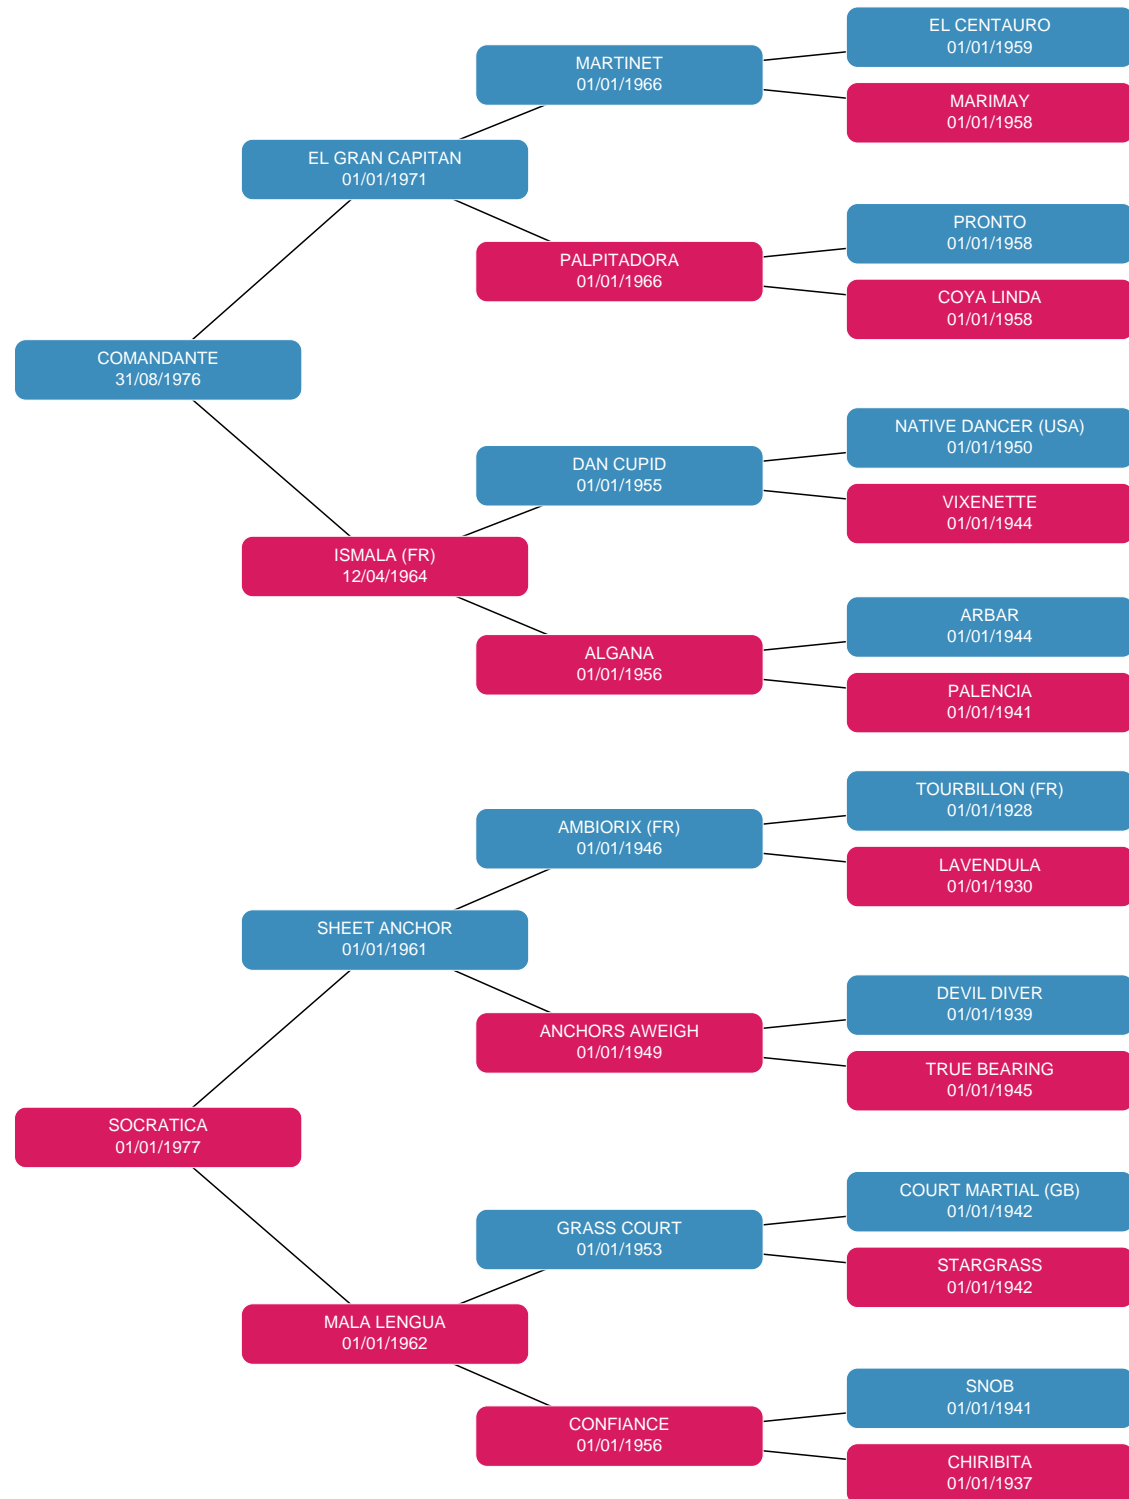 EL CENTAURO
01/01/1959
MARTINET
01/01/1966
MARIMAY
01/01/1958
EL GRAN CAPITAN
01/01/1971
PRONTO
01/01/1958
PALPITADORA
01/01/1966
COYA LINDA
01/01/1958
COMANDANTE
31/08/1976
NATIVE DANCER (USA)
01/01/1950
DAN CUPID
01/01/1955
VIXENETTE
01/01/1944
ISMALA (FR)
12/04/1964
ARBAR
01/01/1944
ALGANA
01/01/1956
PALENCIA
01/01/1941
TOURBILLON (FR)
01/01/1928
AMBIORIX (FR)
01/01/1946
LAVENDULA
01/01/1930
SHEET ANCHOR
01/01/1961
DEVIL DIVER
01/01/1939
ANCHORS AWEIGH
01/01/1949
TRUE BEARING
01/01/1945
SOCRATICA
01/01/1977
COURT MARTIAL (GB)
01/01/1942
GRASS COURT
01/01/1953
STARGRASS
01/01/1942
MALA LENGUA
01/01/1962
SNOB
01/01/1941
CONFIANCE
01/01/1956
CHIRIBITA
01/01/1937